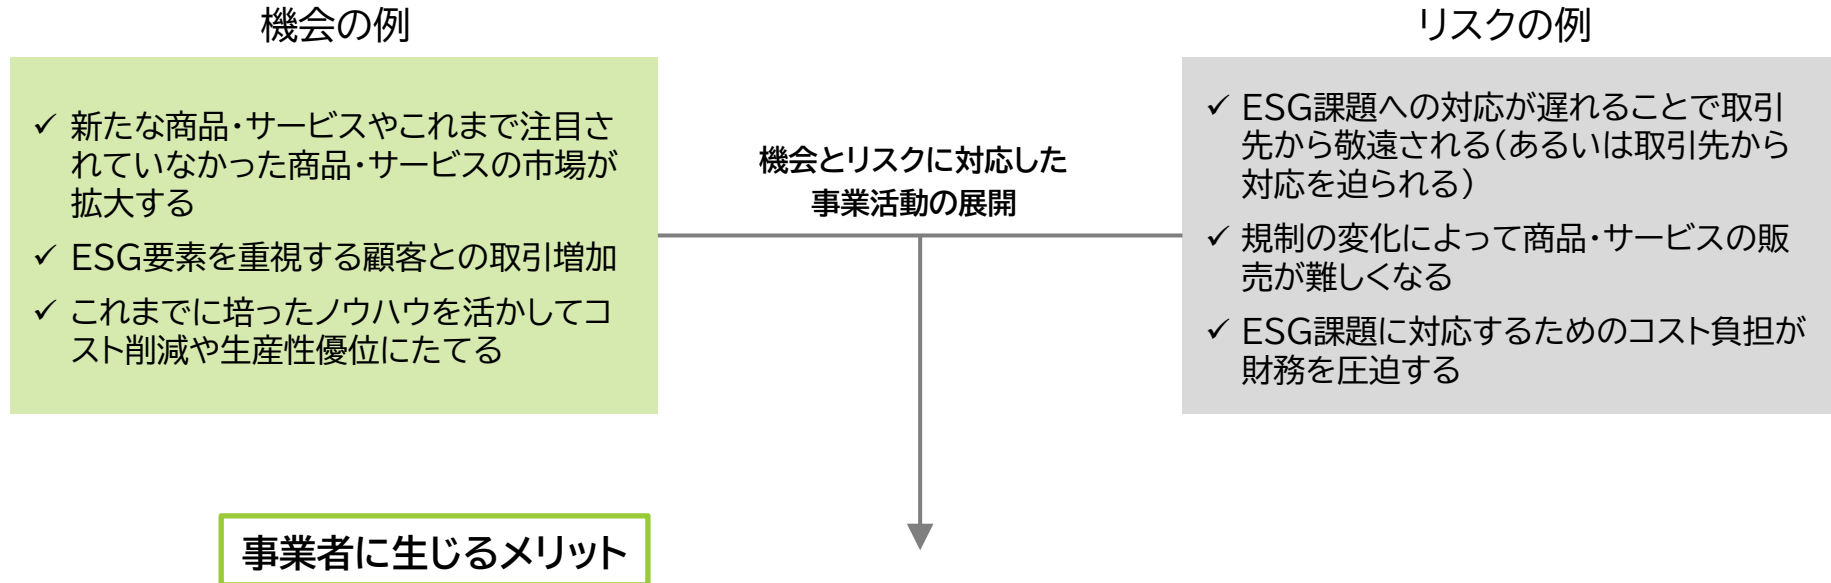 機会の例
✓ 新たな商品・サービスやこれまで注目さ
れていなかった商品・サービスの市場が
拡大する
✓ ESG要素を重視する顧客との取引増加
✓ これまでに培ったノウハウを活かしてコ
スト削減や生産性優位にたてる
機会とリスクに対応した
事業活動の展開
リスクの例
✓ ESG課題への対応が遅れることで取引
先から敬遠される(あるいは取引先から
対応を迫られる)
✓ 規制の変化によって商品・サービスの販
売が難しくなる
✓ ESG課題に対応するためのコスト負担が
財務を圧迫する
事業者に生じるメリット